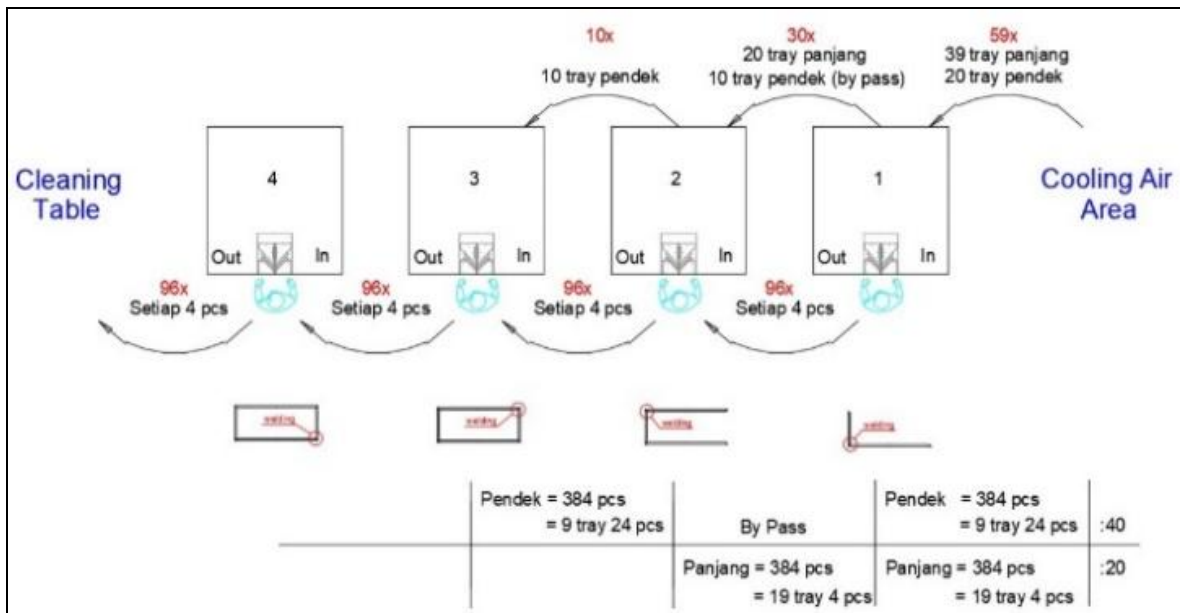 10x
10 tray pendek
30x
20 tray panjang
10 tray pendek (by pass)
59x
39 tray panjang
20 tray pendek
Cleaning
Table
4
Out
In
3
Out
In
2
Out
In
1
Out
In
Cooling Air
Area
96x
Setiap 4 pcs
96x
Setiap 4 pcs
96x
Setiap 4 pcs
96x
Setiap 4 pcs
welding
welding
welding
welding
Pendek = 384 pcs
= 9 tray 24 pcs
By Pass
Pendek = 384 pcs
= 9 tray 24 pcs
:40
Panjang = 384 pcs
= 19 tray 4 pcs
Panjang = 384 pcs
= 19 tray 4 pcs
:20